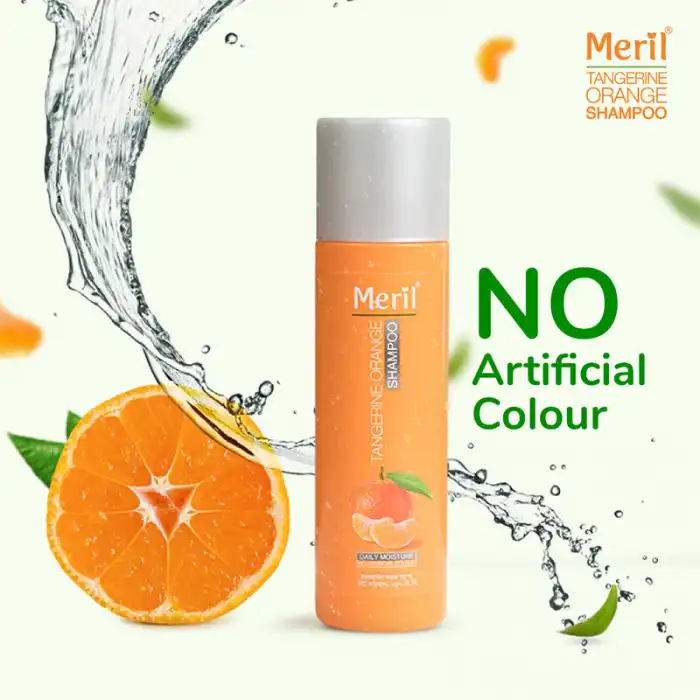 Meril®
TANGERINE
ORANGE
SHAMPOO
Meril®
TANGERINE ORANGE
SHAMPOO
NO
Artificial
Colour
DAILY MOISTURE